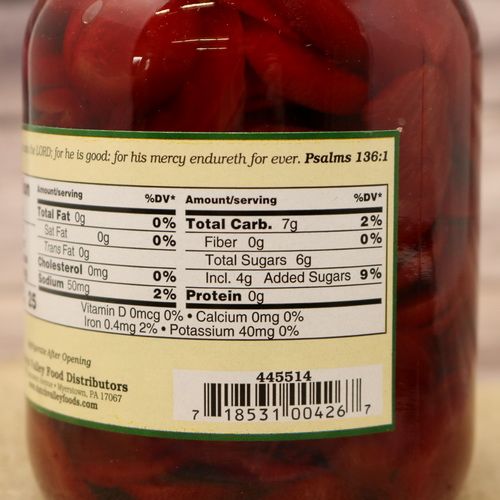 the LORD; for he is good: for his mercy endureth for ever. Psalms 136:1
Amount/serving %DV*
Total Fat 0g 0%
Sat Fat 0g 0%
Trans Fat 0g
Cholesterol 0mg 0%
Sodium 50mg 2%
Amount/serving %DV*
Total Carb. 7g 2%
Fiber 0g 0%
Total Sugars 6g
Incl. 4g Added Sugars 9%
Protein 0g
25
Vitamin D 0mcg 0% • Calcium 0mg 0%
Iron 0.4mg 2% • Potassium 40mg 0%
After Opening
Valley Food Distributors
Avenue • Myerstown, PA 17067
www.dutchvalleyfoods.com
445514
7 18531 00426 7